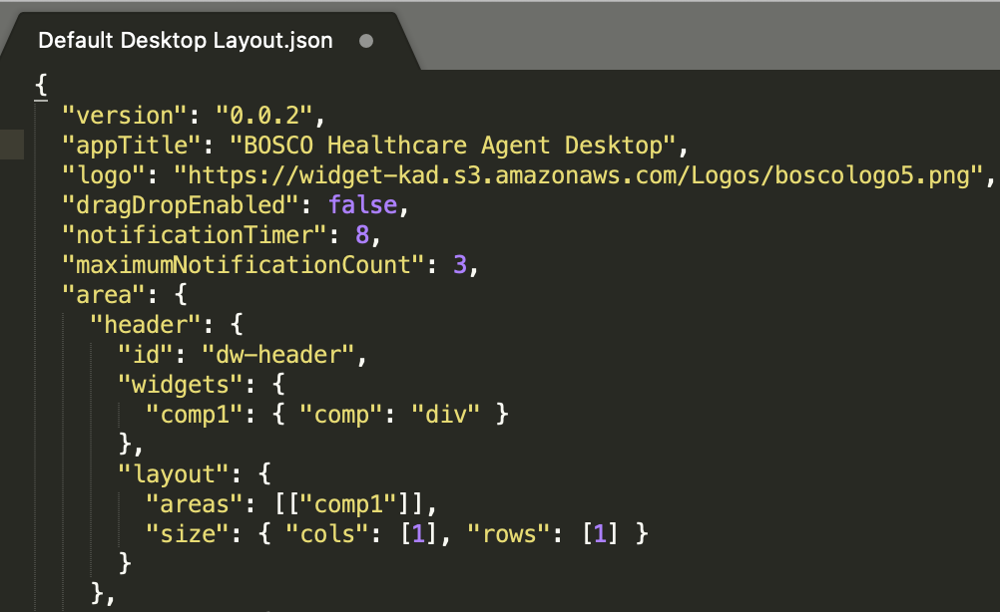 Default Desktop Layout.json
{
"version": "0.0.2",
"appTitle": "BOSCO Healthcare Agent Desktop",
"logo": "https://widget-kad.s3.amazonaws.com/Logos/boscologo5.png",
"dragDropEnabled": false,
"notificationTimer": 8,
"maximumNotificationCount": 3,
"area": {
"header": {
"id": "dw-header",
"widgets": {
"comp1": { "comp": "div" }
},
"layout": {
"areas": [["comp1"]],
"size": { "cols": [1], "rows": [1] }
}
},